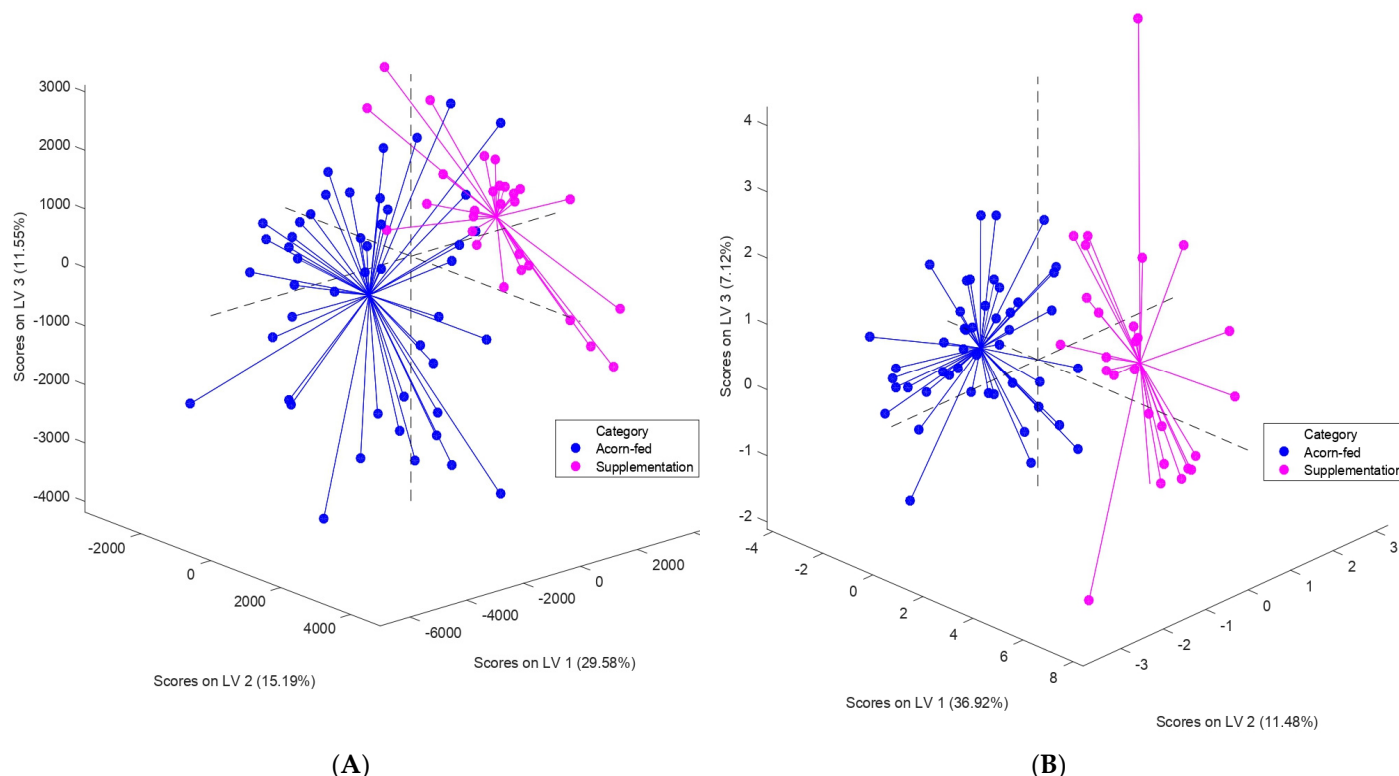 3000
2000
1000
0
-1000
-2000
-3000
-4000
Scores on LV 3 (11.55%)
-2000
0
2000
4000
Scores on LV 2 (15.19%)
-6000
-4000
-2000
0
2000
Scores on LV 1 (29.58%)
Category
Acorn-fed
Supplementation
(A)
4
3
2
1
0
-1
-2
Scores on LV 3 (7.12%)
-4
-2
0
2
4
6
8
Scores on LV 1 (36.92%)
-3
-2
-1
0
1
2
3
Scores on LV 2 (11.48%)
Category
Acorn-fed
Supplementation
(B)